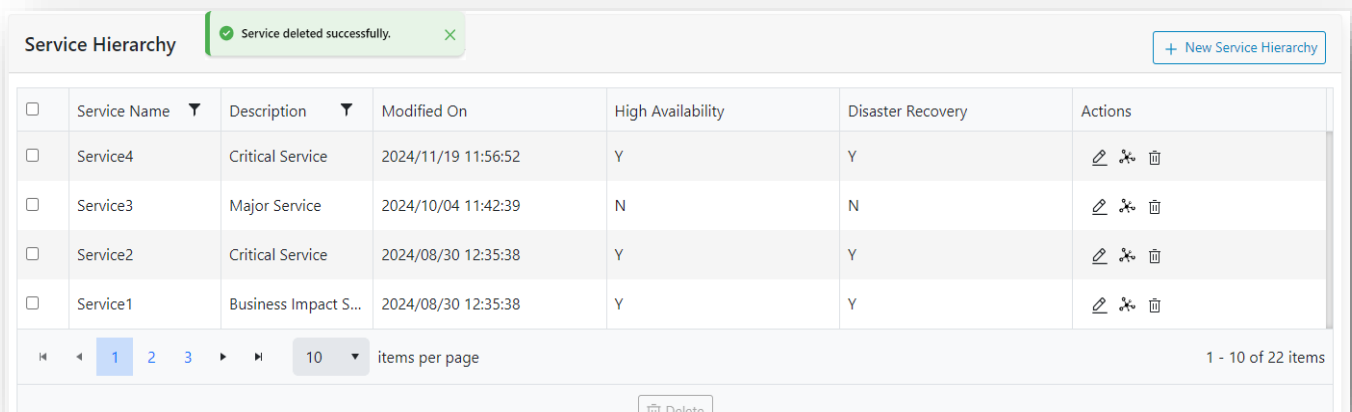 Service Hierarchy
Service deleted successfully.
+ New Service Hierarchy
Service Name Description Modified On High Availability Disaster Recovery Actions
Service4 Critical Service 2024/11/19 11:56:52 Y Y
Service3 Major Service 2024/10/04 11:42:39 N N
Service2 Critical Service 2024/08/30 12:35:38 Y Y
Service1 Business Impact S... 2024/08/30 12:35:38 Y Y
1 2 3 10 items per page 1 - 10 of 22 items
Delete